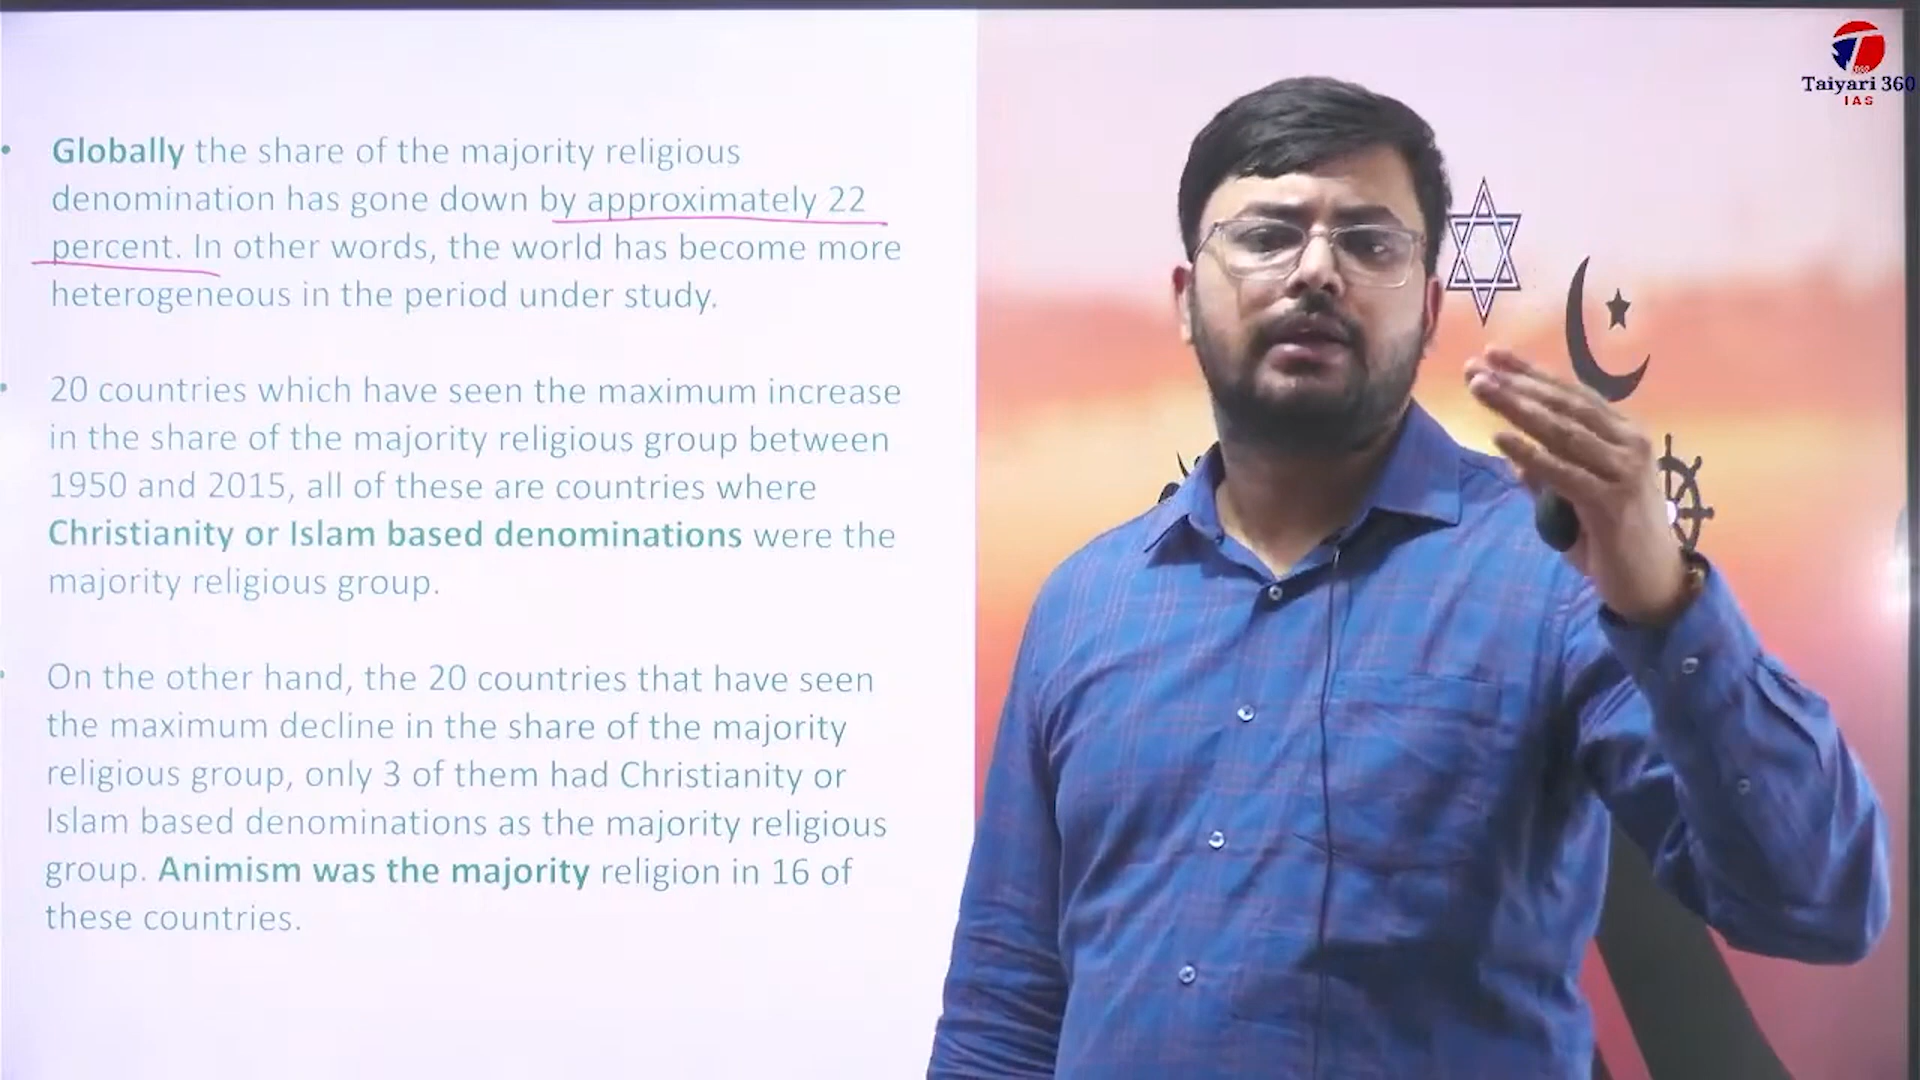 Globally the share of the majority religious
denomination has gone down by approximately 22
percent. In other words, the world has become more
heterogeneous in the period under study.
20 countries which have seen the maximum increase
in the share of the majority religious group between
1950 and 2015, all of these are countries where
Christianity or Islam based denominations were the
majority religious group.
On the other hand, the 20 countries that have seen
the maximum decline in the share of the majority
religious group, only 3 of them had Christianity or
Islam based denominations as the majority religious
group. Animism was the majority religion in 16 of
these countries.
T
360
Taiyari 360
IAS